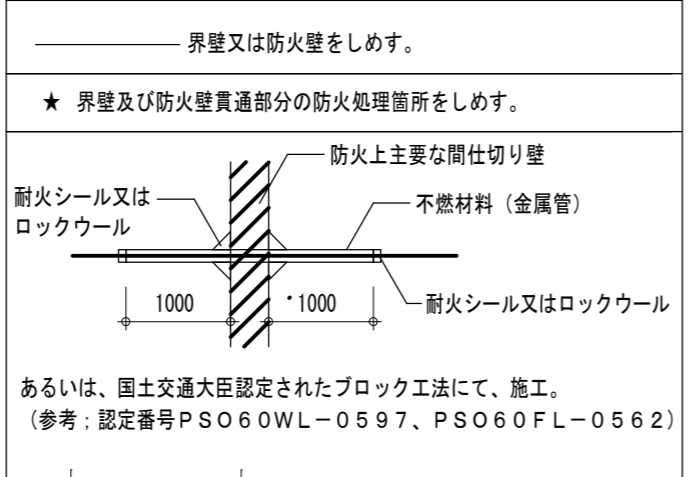 界壁又は防火壁をしめす。
★ 界壁及び防火壁貫通部分の防火処理箇所をしめす。
防火上主要な間仕切り壁
耐火シール又は
ロックウール
不燃材料（金属管）
1000
1000
耐火シール又はロックウール
あるいは、国土交通大臣認定されたブロック工法にて、施工。
（参考；認定番号ＰＳＯ６０ＷＬ－０５９７、ＰＳＯ６０ＦＬ－０５６２）